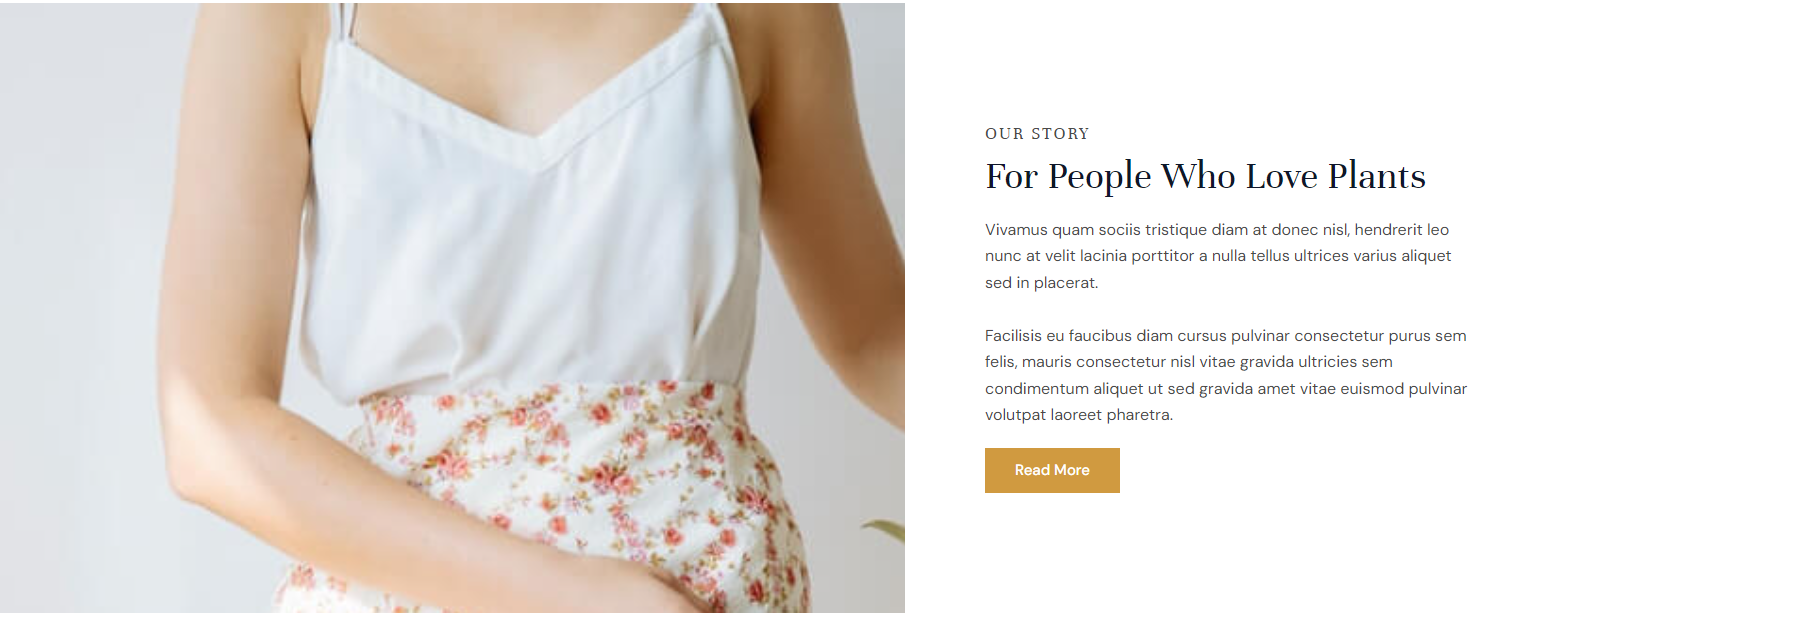 OUR STORY
For People Who Love Plants
Vivamus quam sociis tristique diam at donec nisl, hendrerit leo
nunc at velit lacinia porttitor a nulla tellus ultrices varius aliquet
sed in placerat.
Facilisis eu faucibus diam cursus pulvinar consectetur purus sem
felis, mauris consectetur nisl vitae gravida ultricies sem
condimentum aliquet ut sed gravida amet vitae euismod pulvinar
volutpat laoreet pharetra.
Read More